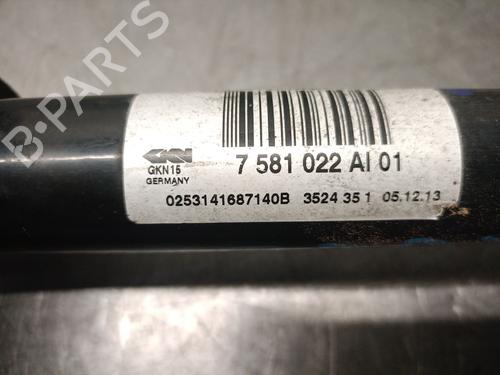 B-PARTS
GKN
GKN15
GERMANY
7 581 022 AI 01
0253141687140B 3524 35 1 05.12.13